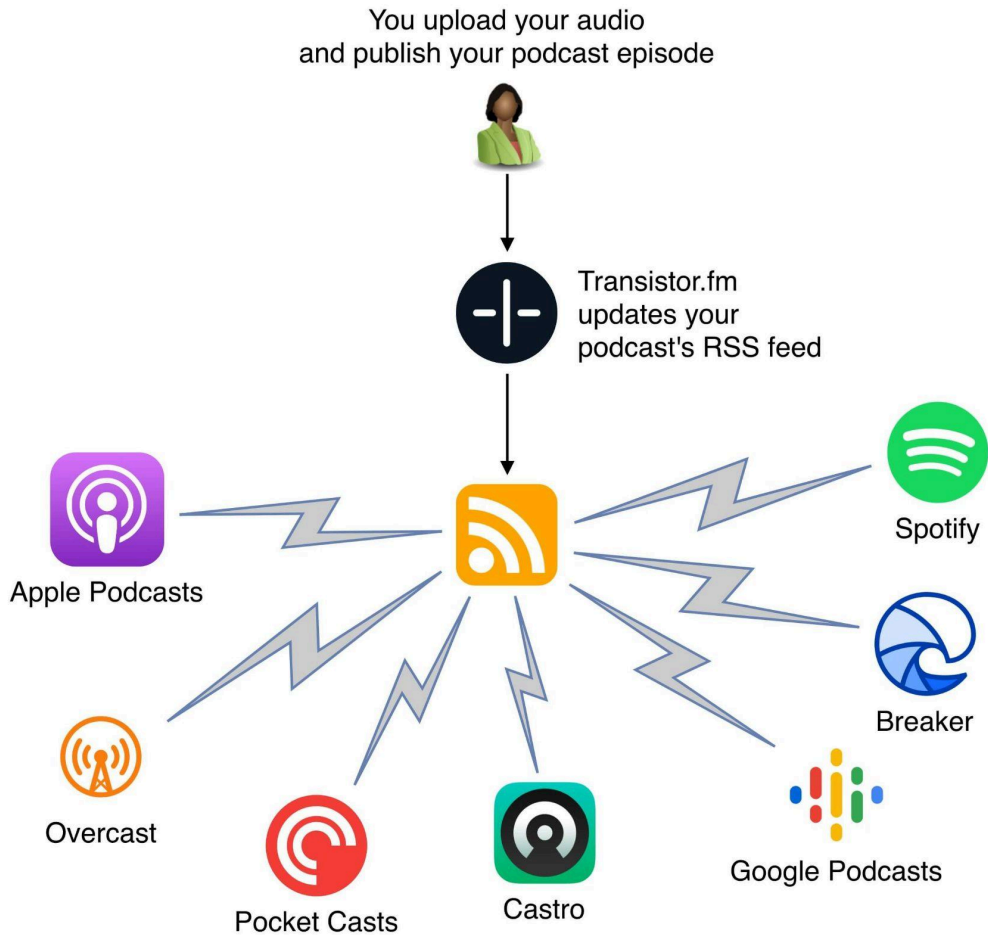 You upload your audio
and publish your podcast episode
Transistor.fm
updates your
podcast's RSS feed
Spotify
Apple Podcasts
Breaker
Overcast
Google Podcasts
Pocket Casts
Castro